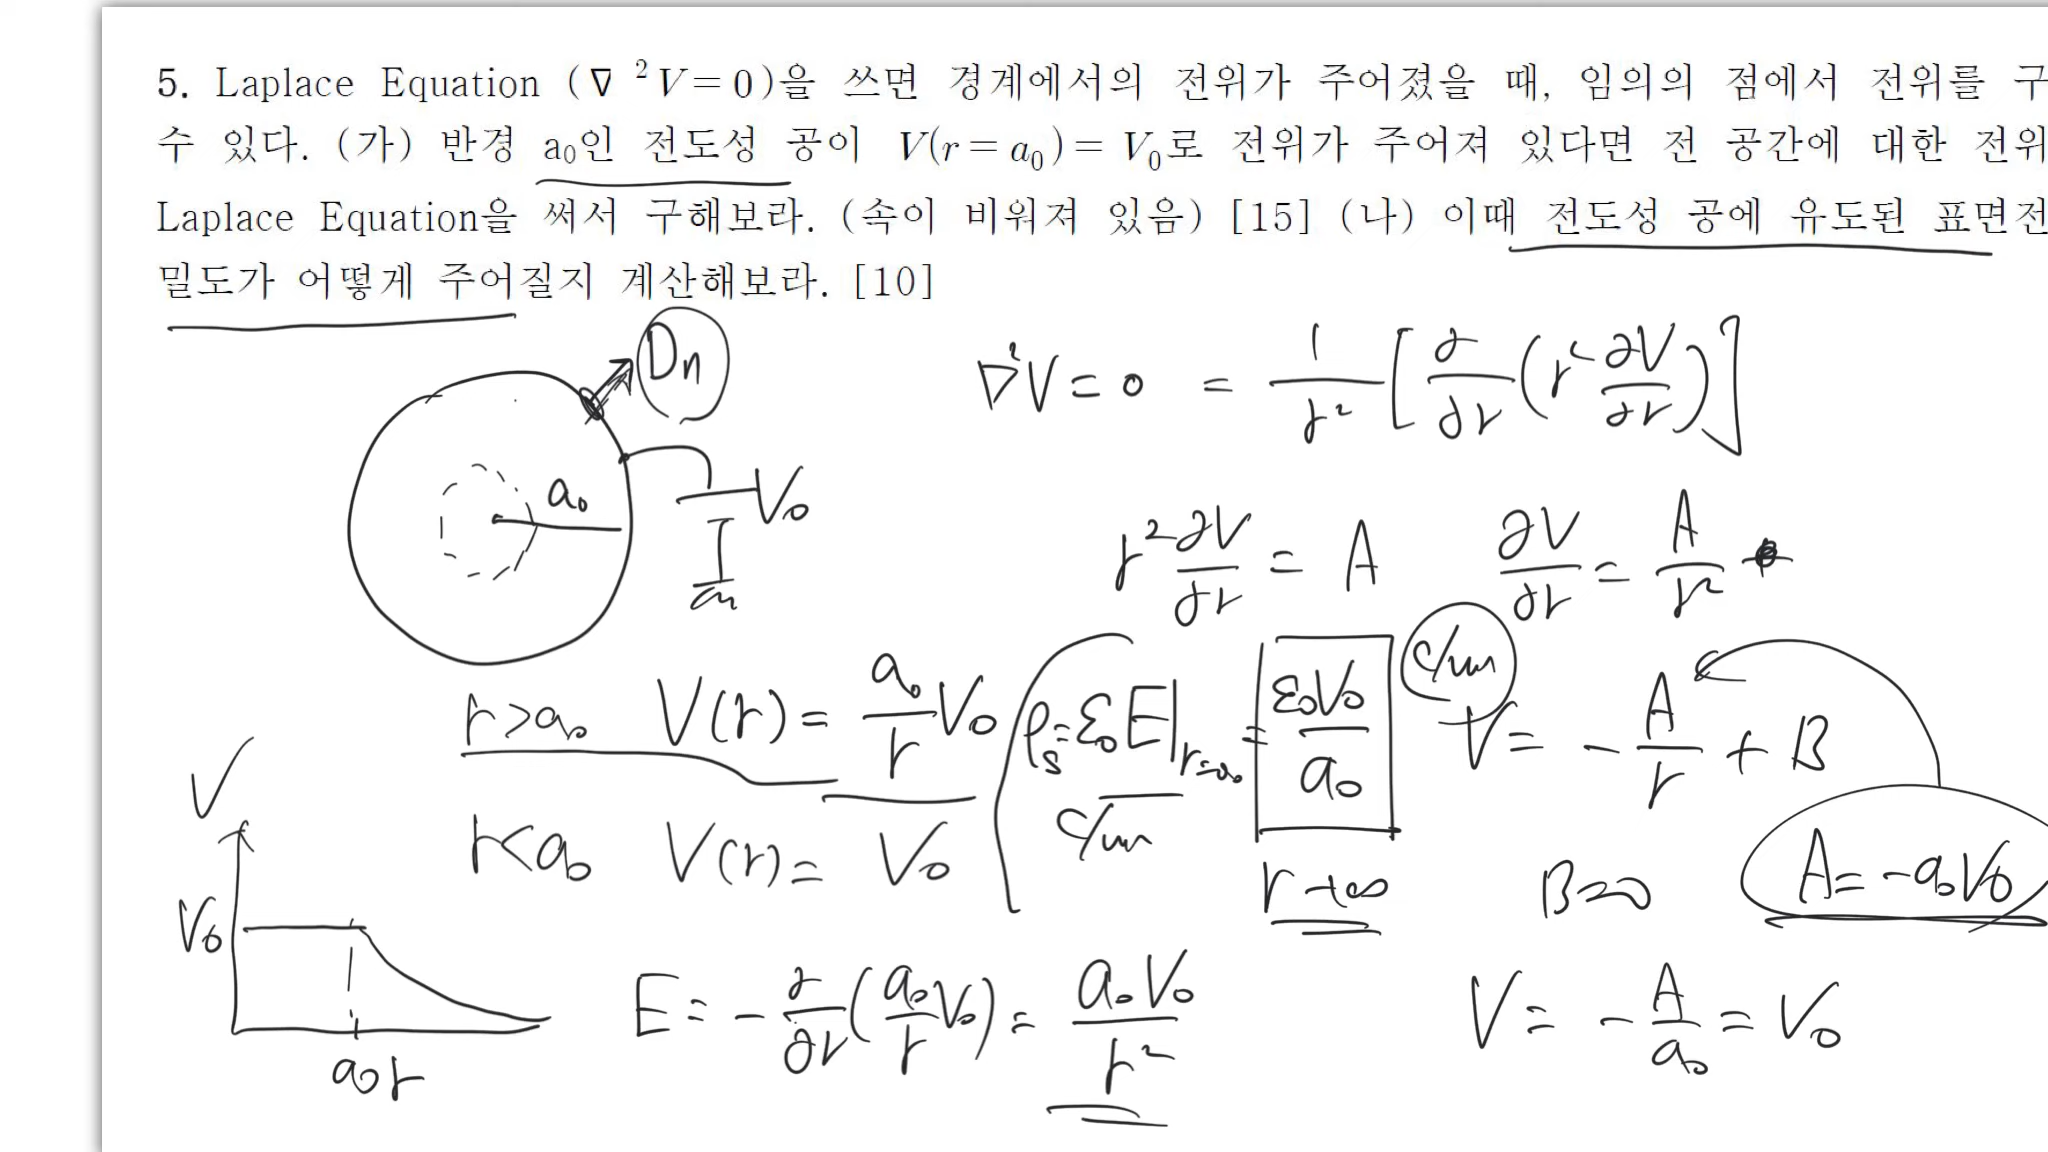 5. Laplace Equation (∇ ²V=0)을 쓰면 경계에서의 전위가 주어졌을 때, 임의의 점에서 전위를 구
수 있다. (가) 반경 a₀인 전도성 공이 V(r=a₀)= V₀로 전위가 주어져 있다면 전 공간에 대한 전위
Laplace Equation을 써서 구해보라. (속이 비워져 있음) [15] (나) 이때 전도성 공에 유도된 표면전
밀도가 어떻게 주어질지 계산해보라. [10]
Dn
a₀
V₀
∇²V = 0 = 1/r² [∂/∂r (r² ∂V/∂r)]
r² ∂V/∂r = A
∂V/∂r = A/r²
r>a₀ V(r) = a₀/r V₀
ρs = ε₀E|r=a₀ = ε₀V₀/a₀
V = -A/r + B
r<a₀ V(r) = V₀
r→∞
B=0
A = -a₀V₀
V
V₀
a₀ r
E = -∂/∂r (a₀/r V₀) = a₀V₀/r²
V = -A/a₀ = V₀